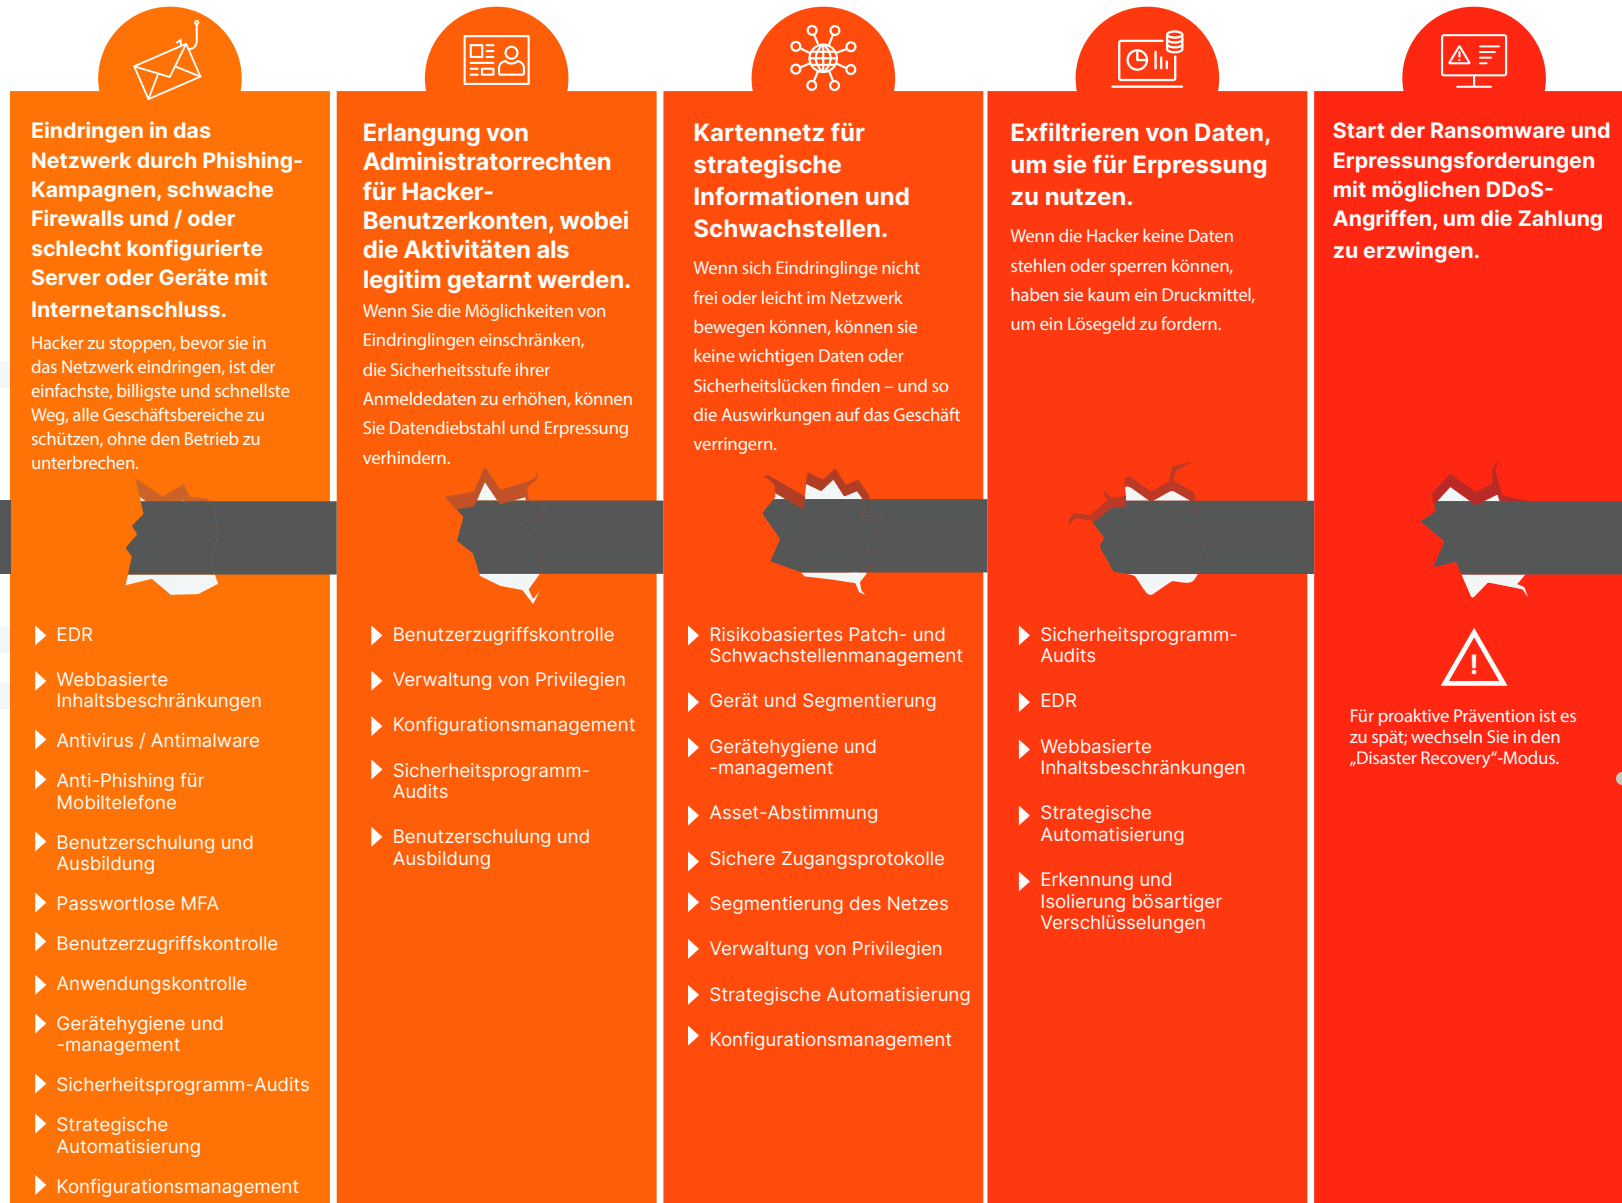 Eindringen in das
Netzwerk durch Phishing-
Kampagnen, schwache
Firewalls und / oder
schlecht konfigurierte
Server oder Geräte mit
Internetanschluss.
Hacker zu stoppen, bevor sie in
das Netzwerk eindringen, ist der
einfachste, billigste und schnellste
Weg, alle Geschäftsbereiche zu
schützen, ohne den Betrieb zu
unterbrechen.
EDR
Webbasierte
Inhaltsbeschränkungen
Antivirus / Antimalware
Anti-Phishing für
Mobiltelefone
Benutzerschulung und
Ausbildung
Passwortlose MFA
Benutzerzugriffskontrolle
Anwendungskontrolle
Gerätehygiene und
-management
Sicherheitsprogramm-Audits
Strategische
Automatisierung
Konfigurationsmanagement
Erlangung von
Administratorrechten
für Hacker-
Benutzerkonten, wobei
die Aktivitäten als
legitim getarnt werden.
Wenn Sie die Möglichkeiten von
Eindringlingen einschränken,
die Sicherheitsstufe ihrer
Anmeldedaten zu erhöhen, können
Sie Datendiebstahl und Erpressung
verhindern.
Benutzerzugriffskontrolle
Verwaltung von Privilegien
Konfigurationsmanagement
Sicherheitsprogramm-
Audits
Benutzerschulung und
Ausbildung
Kartennetz für
strategische
Informationen und
Schwachstellen.
Wenn sich Eindringlinge nicht
frei oder leicht im Netzwerk
bewegen können, können sie
keine wichtigen Daten oder
Sicherheitslücken finden – und so
die Auswirkungen auf das Geschäft
verringern.
Risikobasiertes Patch- und
Schwachstellenmanagement
Gerät und Segmentierung
Gerätehygiene und
-management
Asset-Abstimmung
Sichere Zugangsprotokolle
Segmentierung des Netzes
Verwaltung von Privilegien
Strategische Automatisierung
Konfigurationsmanagement
Exfiltrieren von Daten,
um sie für Erpressung
zu nutzen.
Wenn die Hacker keine Daten
stehlen oder sperren können,
haben sie kaum ein Druckmittel,
um ein Lösegeld zu fordern.
Sicherheitsprogramm-
Audits
EDR
Webbasierte
Inhaltsbeschränkungen
Strategische
Automatisierung
Erkennung und
Isolierung bösartiger
Verschlüsselungen
Start der Ransomware und
Erpressungsforderungen
mit möglichen DDoS-
Angriffen, um die Zahlung
zu erzwingen.
Für proaktive Prävention ist es
zu spät; wechseln Sie in den
„Disaster Recovery“-Modus.